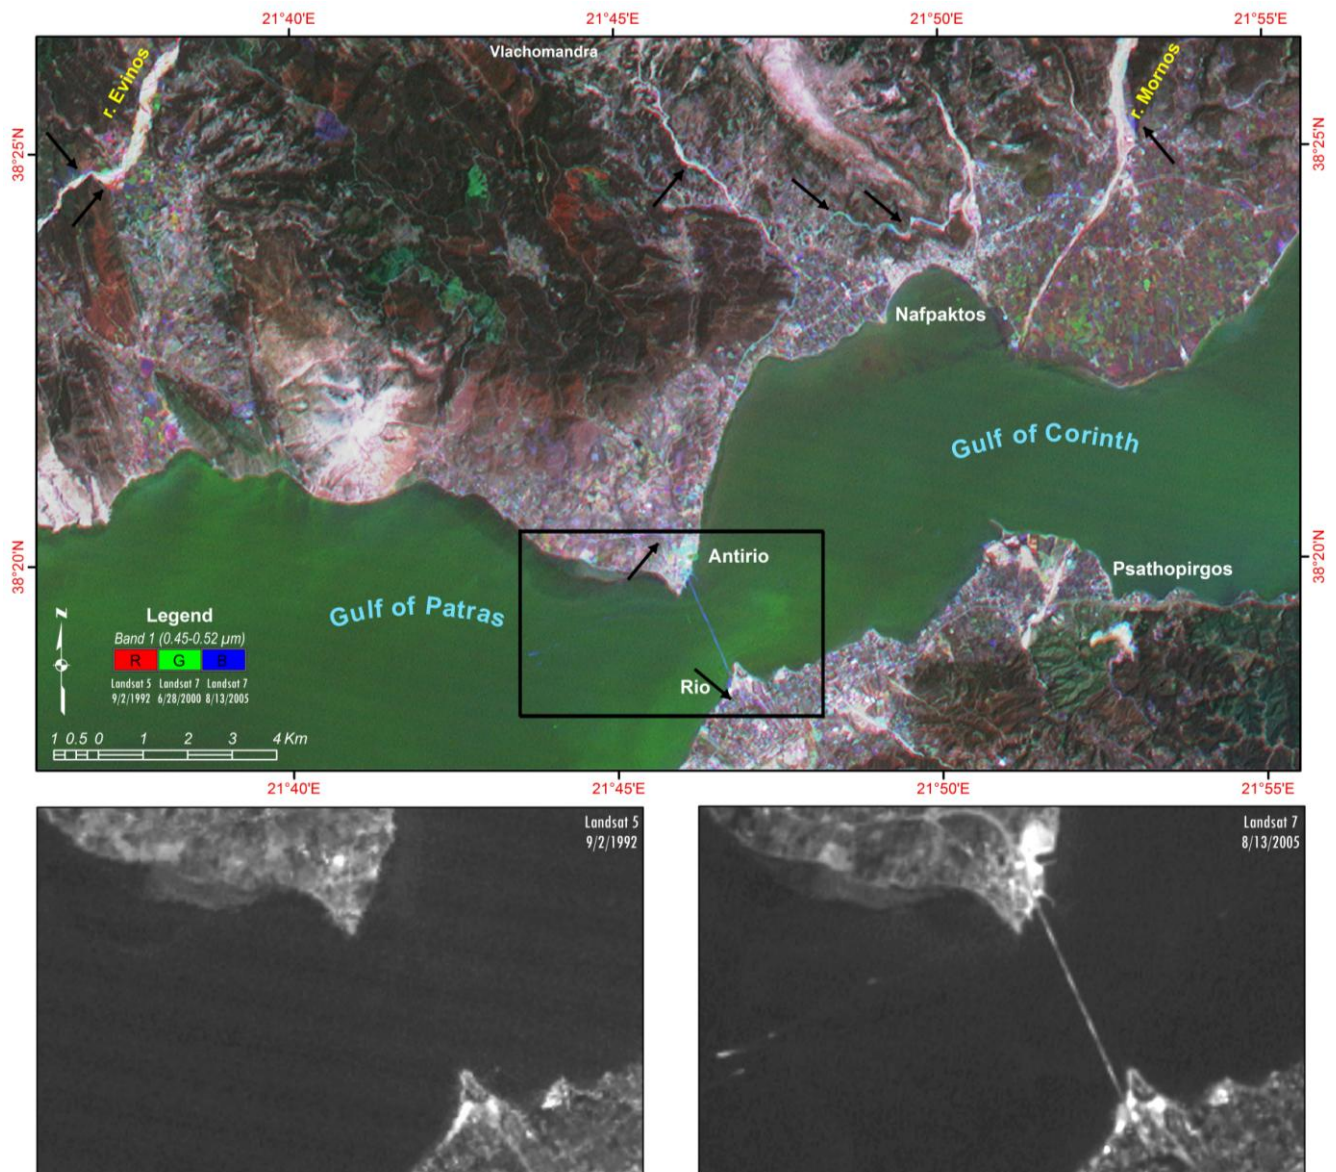 21°40'E 21°45'E 21°50'E 21°55'E
Vlachomandra
r. Evinos
r. Mornos
38°25'N
38°25'N
Nafpaktos
Gulf of Corinth
38°20'N
38°20'N
Antirio
Psathopirgos
Gulf of Patras
Rio
N
Legend
Band 1 (0.45-0.52 µm)
R G B
Landsat 5 Landsat 7 Landsat 7
9/2/1992 6/28/2000 8/13/2005
1 0.5 0 1 2 3 4 Km
21°40'E 21°45'E 21°50'E 21°55'E
Landsat 5
9/2/1992
Landsat 7
8/13/2005